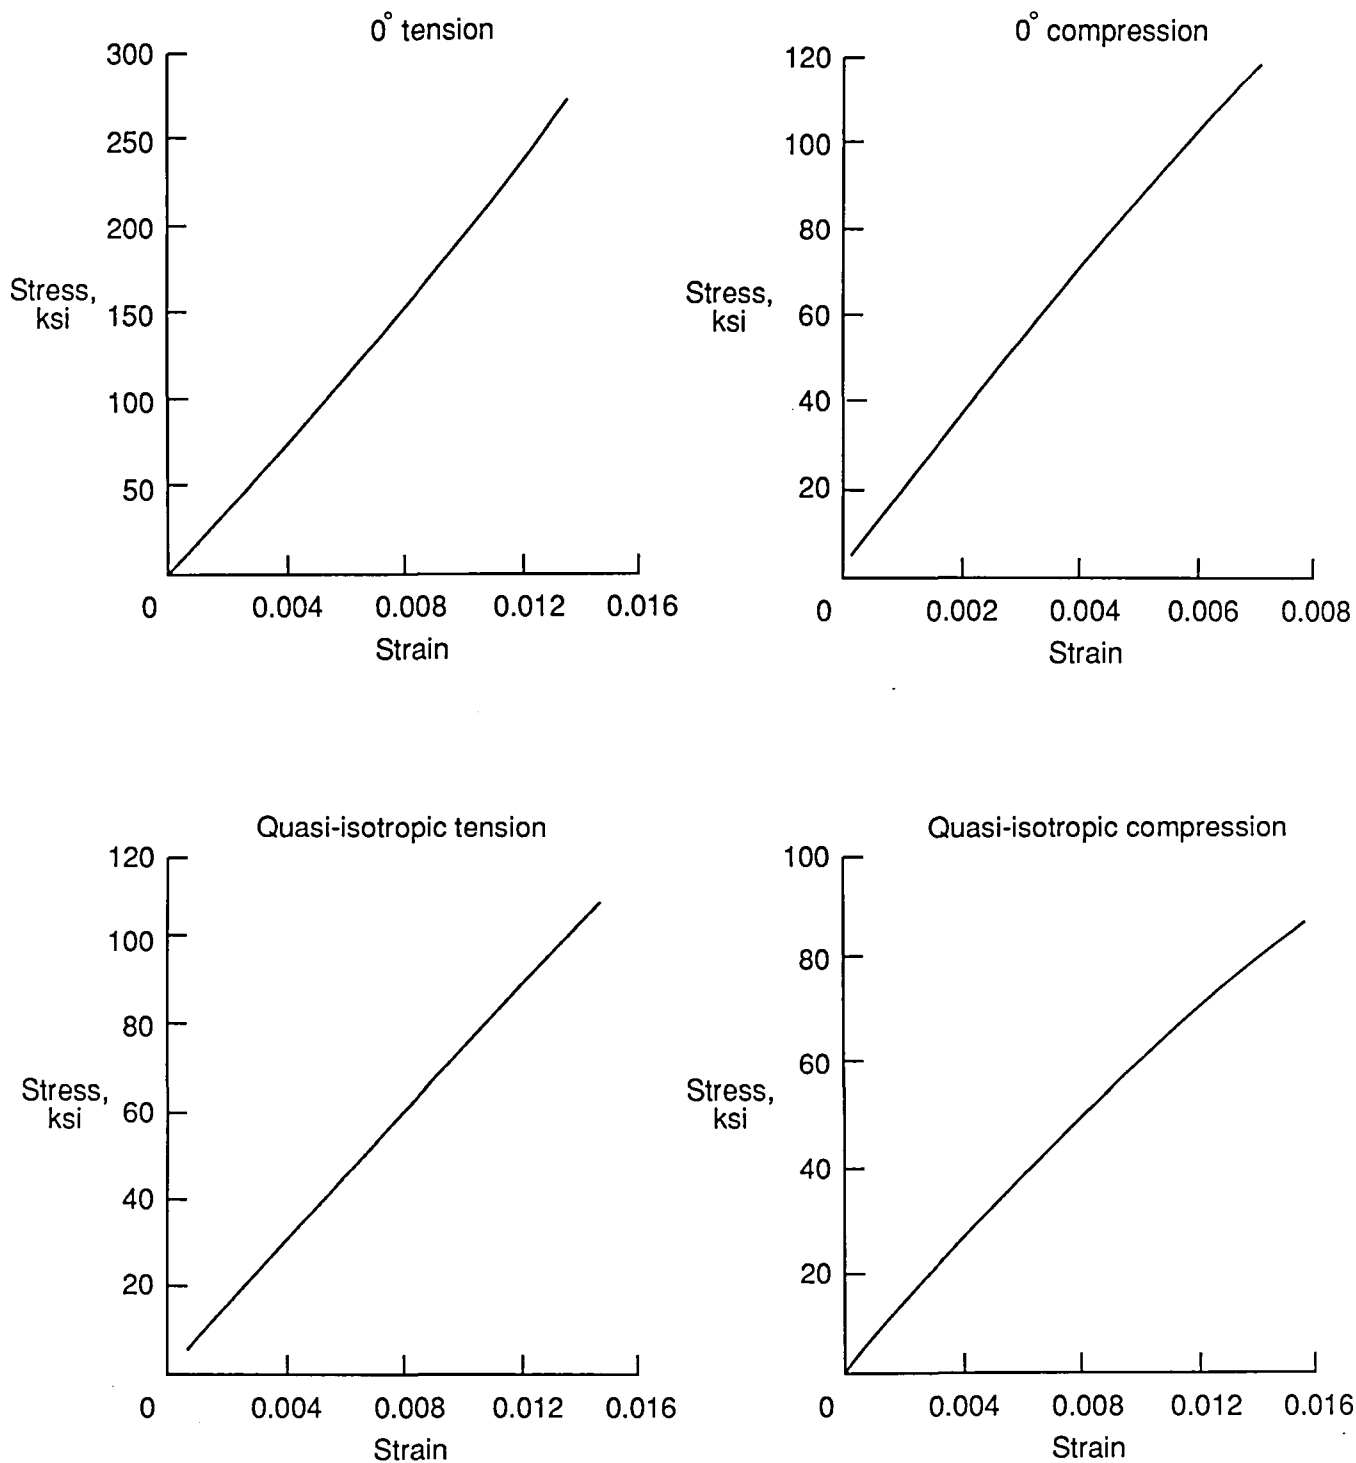 0° tension
300
250
200
150
100
50
Stress,
ksi
0 0.004 0.008 0.012 0.016
Strain
0° compression
120
100
80
60
40
20
Stress,
ksi
0 0.002 0.004 0.006 0.008
Strain
Quasi-isotropic tension
120
100
80
60
40
20
Stress,
ksi
0 0.004 0.008 0.012 0.016
Strain
Quasi-isotropic compression
100
80
60
40
20
Stress,
ksi
0 0.004 0.008 0.012 0.016
Strain